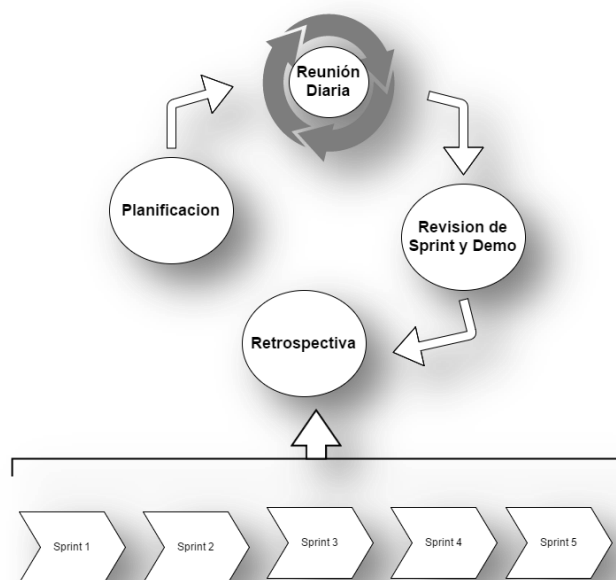 Reunión
Diaria
Planificacion
Revision de
Sprint y Demo
Retrospectiva
Sprint 1
Sprint 2
Sprint 3
Sprint 4
Sprint 5